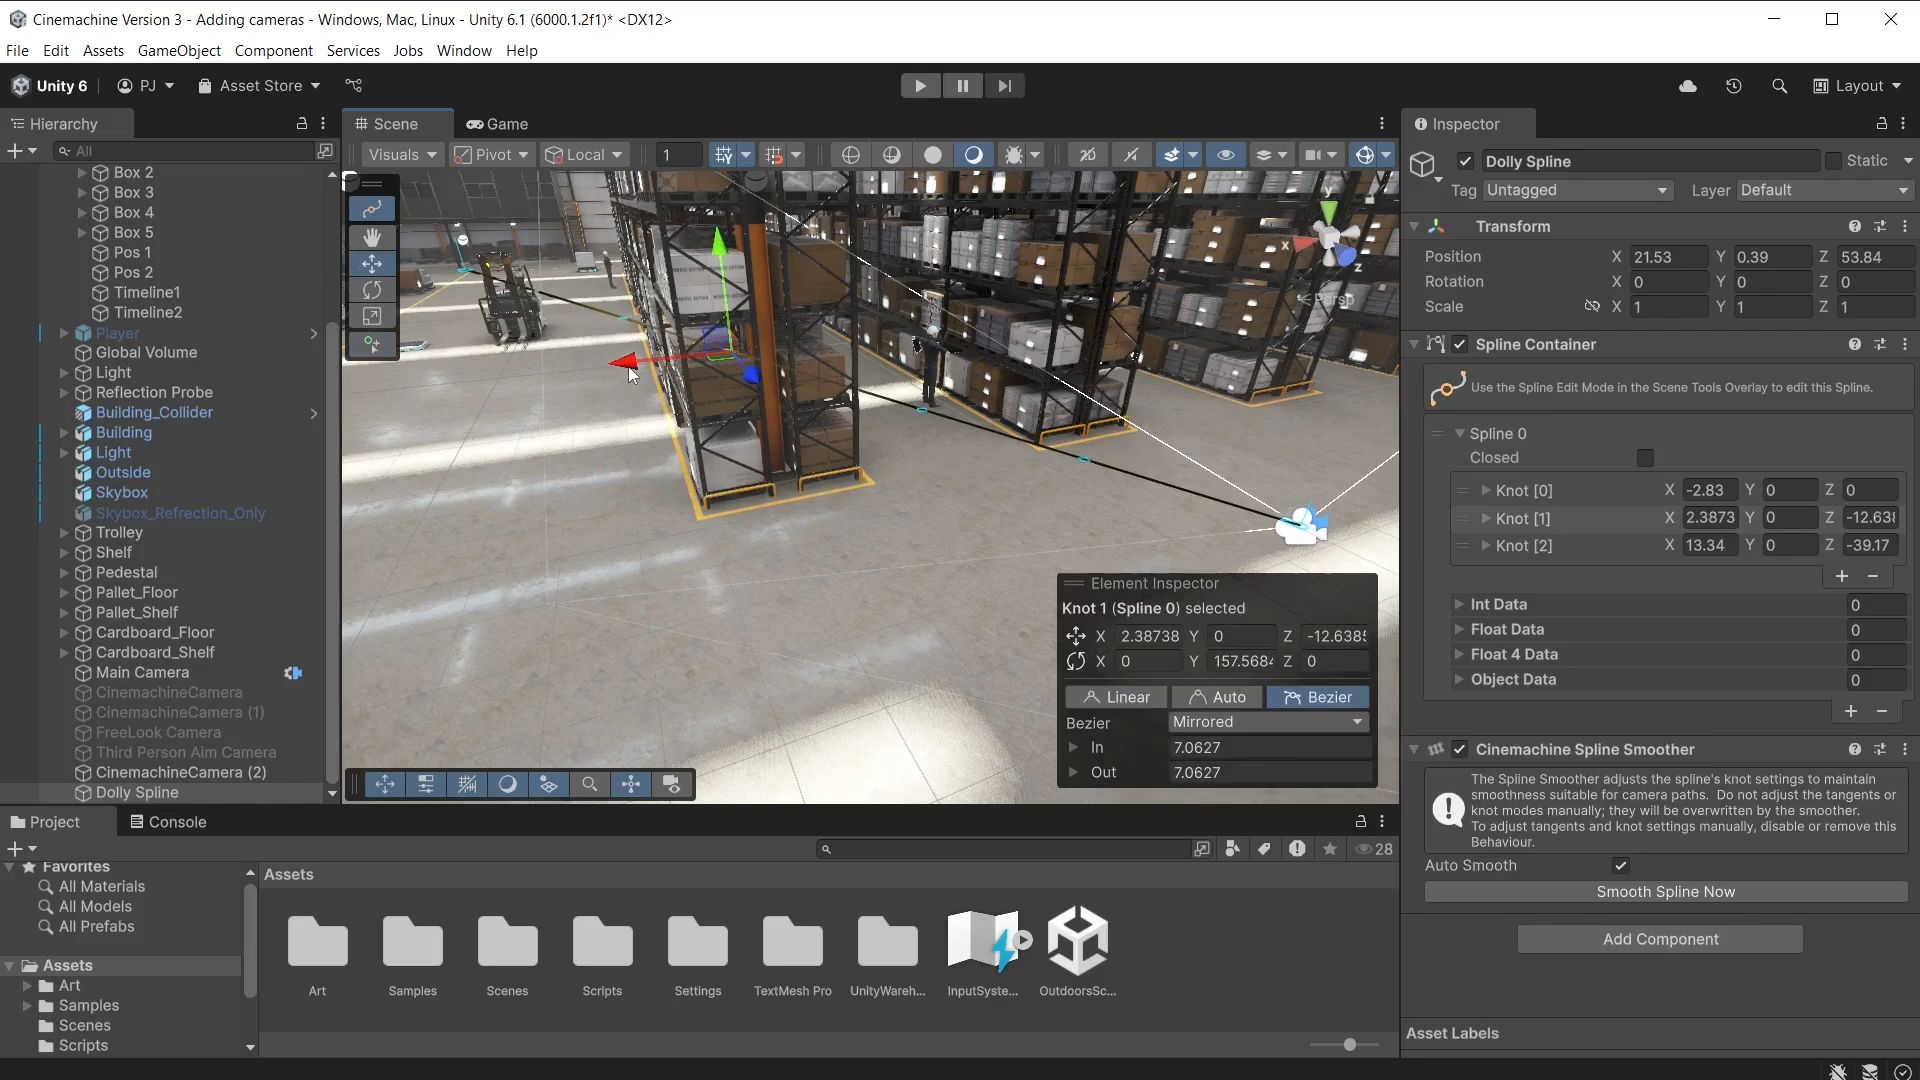 Cinemachine Version 3 - Adding cameras - Windows, Mac, Linux - Unity 6.1 (6000.1.2f1)* <DX12>
File Edit Assets GameObject Component Services Jobs Window Help
Unity 6 PJ Asset Store Layout
Hierarchy
All
Box 2
Box 3
Box 4
Box 5
Pos 1
Pos 2
Timeline1
Timeline2
Player
Global Volume
Light
Reflection Probe
Building_Collider
Building
Light
Outside
Skybox
Skybox_Refrection_Only
Trolley
Shelf
Pedestal
Pallet_Floor
Pallet_Shelf
Cardboard_Floor
Cardboard_Shelf
Main Camera
CinemachineCamera
CinemachineCamera (1)
FreeLook Camera
Third Person Aim Camera
CinemachineCamera (2)
Dolly Spline
Scene Game
Visuals Pivot Local 1 2D
y
x
z
Persp
Element Inspector
Knot 1 (Spline 0) selected
X 2.38738 Y 0 Z -12.6385
X 0 Y 157.5684 Z 0
Linear Auto Bezier
Bezier Mirrored
In 7.0627
Out 7.0627
Inspector
Dolly Spline Static
Tag Untagged Layer Default
Transform
Position X 21.53 Y 0.39 Z 53.84
Rotation X 0 Y 0 Z 0
Scale X 1 Y 1 Z 1
Spline Container
Use the Spline Edit Mode in the Scene Tools Overlay to edit this Spline.
Spline 0
Closed
Knot [0] X -2.83 Y 0 Z 0
Knot [1] X 2.3873 Y 0 Z -12.638
Knot [2] X 13.34 Y 0 Z -39.17
Int Data 0
Float Data 0
Float 4 Data 0
Object Data 0
Cinemachine Spline Smoother
The Spline Smoother adjusts the spline's knot settings to maintain
smoothness suitable for camera paths. Do not adjust the tangents or
knot modes manually; they will be overwritten by the smoother.
To adjust tangents and knot settings manually, disable or remove this
Behaviour.
Auto Smooth
Smooth Spline Now
Add Component
Asset Labels
Project Console
28
Favorites
All Materials
All Models
All Prefabs
Assets
Art
Samples
Scenes
Scripts
Assets
Art Samples Scenes Scripts Settings TextMesh Pro UnityWareh... InputSyste... OutdoorsSc...